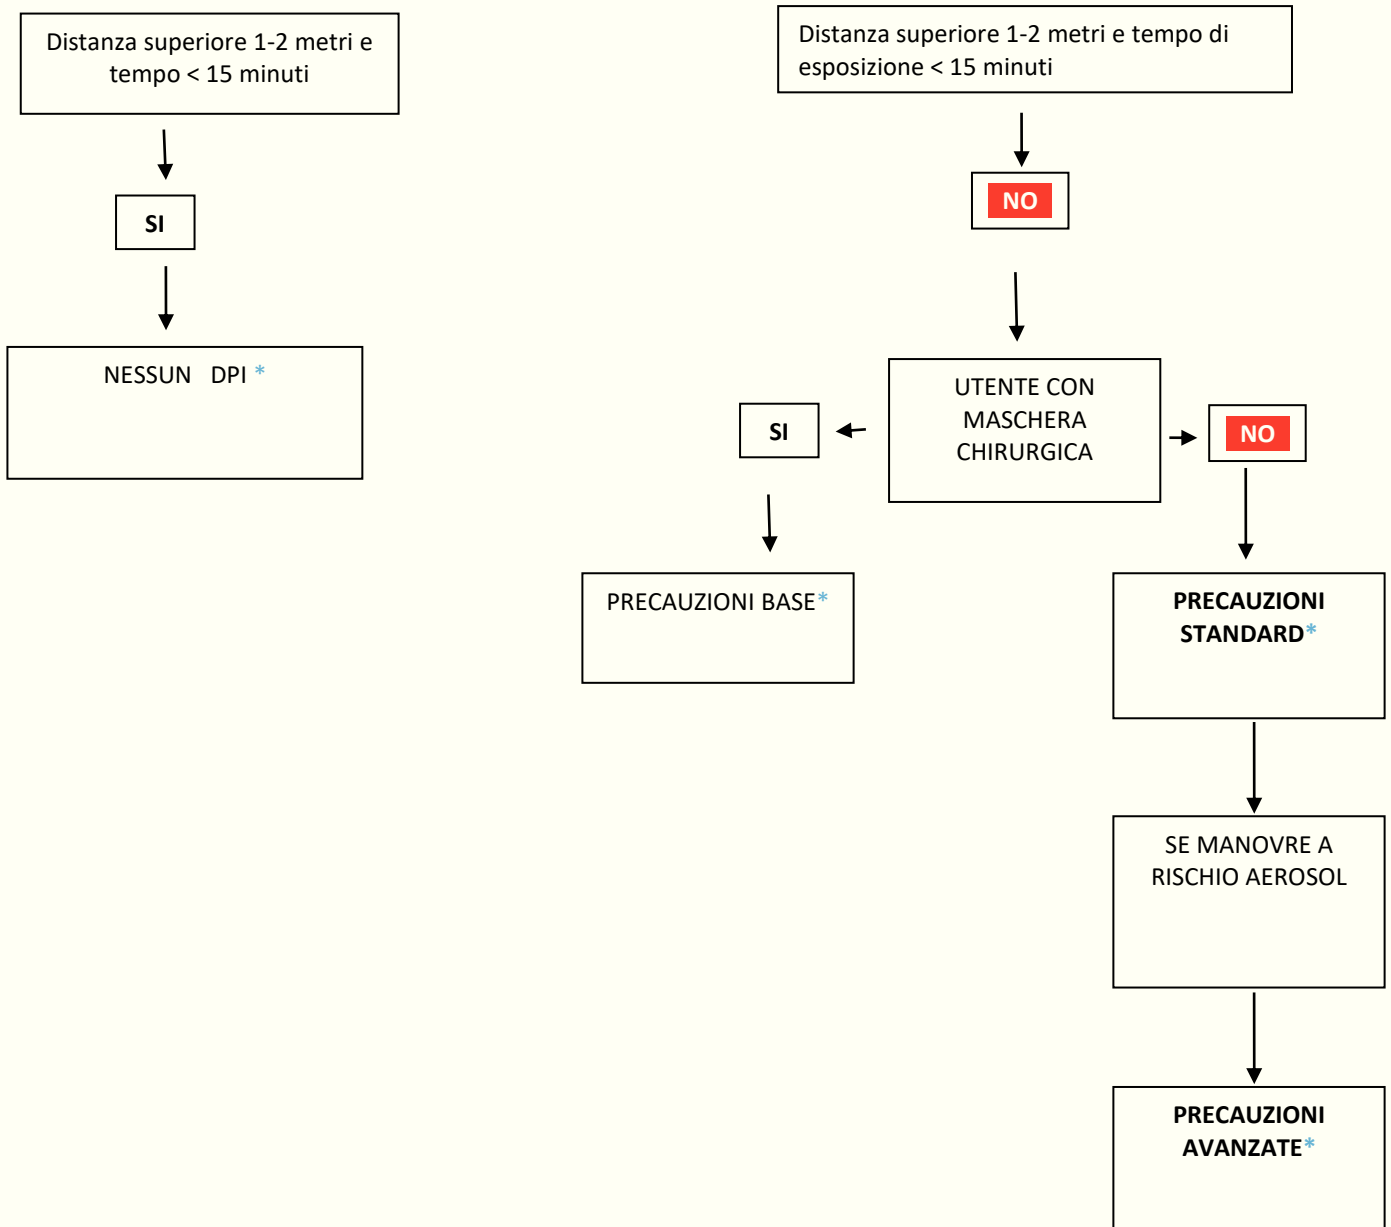 Distanza superiore 1-2 metri e
tempo < 15 minuti
SI
NESSUN DPI *
Distanza superiore 1-2 metri e tempo di
esposizione < 15 minuti
NO
UTENTE CON
MASCHERA
CHIRURGICA
SI
NO
PRECAUZIONI BASE*
PRECAUZIONI
STANDARD*
SE MANOVRE A
RISCHIO AEROSOL
PRECAUZIONI
AVANZATE*